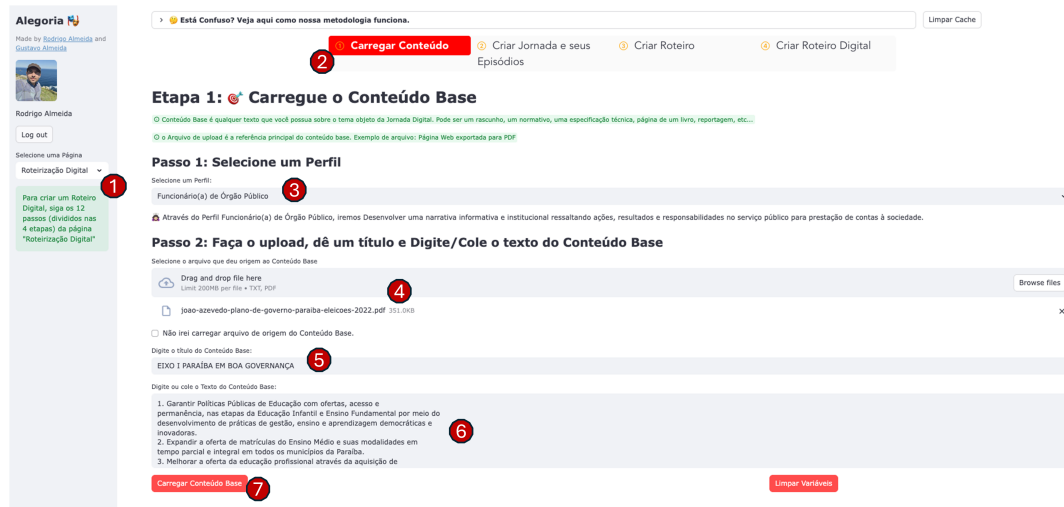 Alegoria
Made by Rodrigo Almeida and
Gustavo Almeida
Rodrigo Almeida
Log out
Selecione uma Página
Roteirização Digital
1
Para criar um Roteiro
Digital, siga os 12
passos (divididos nas
4 etapas) da página
"Roteirização Digital"
Está Confuso? Veja aqui como nossa metodologia funciona.
Limpar Cache
① Carregar Conteúdo
② Criar Jornada e seus
Episódios
③ Criar Roteiro
④ Criar Roteiro Digital
2
Etapa 1: Carregue o Conteúdo Base
Conteúdo Base é qualquer texto que você possua sobre o tema objeto da Jornada Digital. Pode ser um rascunho, um normativo, uma especificação técnica, página de um livro, reportagem, etc...
o Arquivo de upload é a referência principal do conteúdo base. Exemplo de arquivo: Página Web exportada para PDF
Passo 1: Selecione um Perfil
Selecione um Perfil:
Funcionário(a) de Órgão Público
3
Através do Perfil Funcionário(a) de Órgão Público, iremos Desenvolver uma narrativa informativa e institucional ressaltando ações, resultados e responsabilidades no serviço público para prestação de contas à sociedade.
Passo 2: Faça o upload, dê um título e Digite/Cole o texto do Conteúdo Base
Selecione o arquivo que deu origem ao Conteúdo Base
Drag and drop file here
Limit 200MB per file • TXT, PDF
Browse files
4
joao-azevedo-plano-de-governo-paraiba-eleicoes-2022.pdf 351.0KB
Não irei carregar arquivo de origem do Conteúdo Base.
Digite o título do Conteúdo Base:
EIXO I PARAÍBA EM BOA GOVERNANÇA
5
Digite ou cole o Texto do Conteúdo Base:
1. Garantir Políticas Públicas de Educação com ofertas, acesso e
permanência, nas etapas da Educação Infantil e Ensino Fundamental por meio do
desenvolvimento de práticas de gestão, ensino e aprendizagem democráticas e
inovadoras.
2. Expandir a oferta de matrículas do Ensino Médio e suas modalidades em
tempo parcial e integral em todos os municípios da Paraíba.
3. Melhorar a oferta da educação profissional através da aquisição de
6
Carregar Conteúdo Base
7
Limpar Variáveis